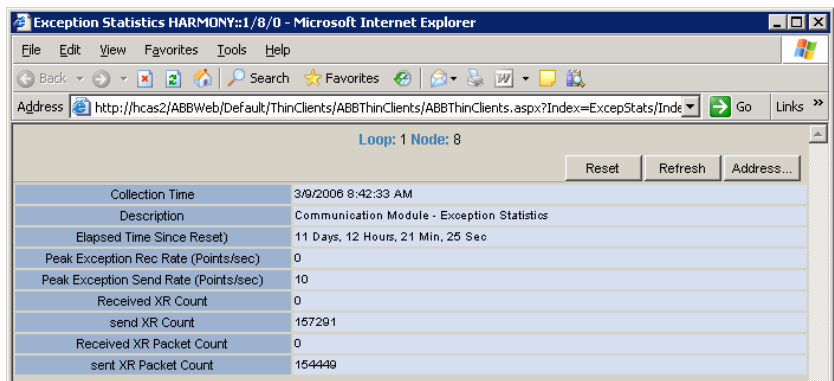 Exception Statistics HARMONY::1/8/0 - Microsoft Internet Explorer
File Edit View Favorites Tools Help
Back Search Favorites
Address http://hcas2/ABBWeb/Default/ThinClients/ABBThinClients/ABBThinClients.aspx?Index=ExcepStats/Inde Go Links »
Loop: 1 Node: 8
Reset Refresh Address...
Collection Time 3/9/2006 8:42:33 AM
Description Communication Module - Exception Statistics
Elapsed Time Since Reset) 11 Days, 12 Hours, 21 Min, 25 Sec
Peak Exception Rec Rate (Points/sec) 0
Peak Exception Send Rate (Points/sec) 10
Received XR Count 0
send XR Count 157291
Received XR Packet Count 0
sent XR Packet Count 154449